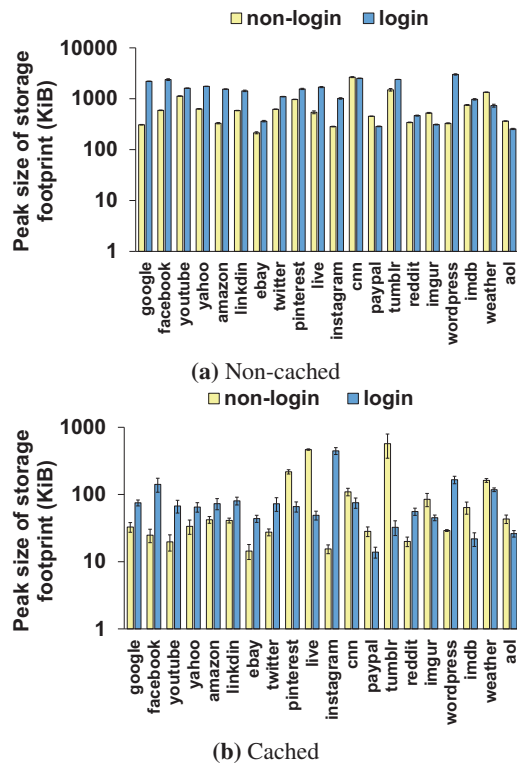 non-login login
Peak size of storage
footprint (KiB)
10000
1000
100
10
1
google
facebook
youtube
yahoo
amazon
linkdin
ebay
twitter
pinterest
live
instagram
cnn
paypal
tumblr
reddit
imgur
wordpress
imdb
weather
aol
(a) Non-cached
non-login login
Peak size of storage
footprint (KiB)
1000
100
10
1
google
facebook
youtube
yahoo
amazon
linkdin
ebay
twitter
pinterest
live
instagram
cnn
paypal
tumblr
reddit
imgur
wordpress
imdb
weather
aol
(b) Cached